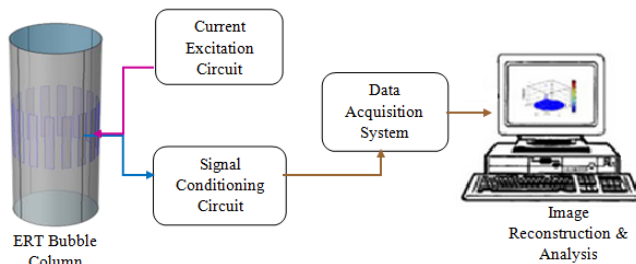 Current
Excitation
Circuit
Data
Acquisition
System
Signal
Conditioning
Circuit
ERT Bubble
Column
Image
Reconstruction &
Analysis